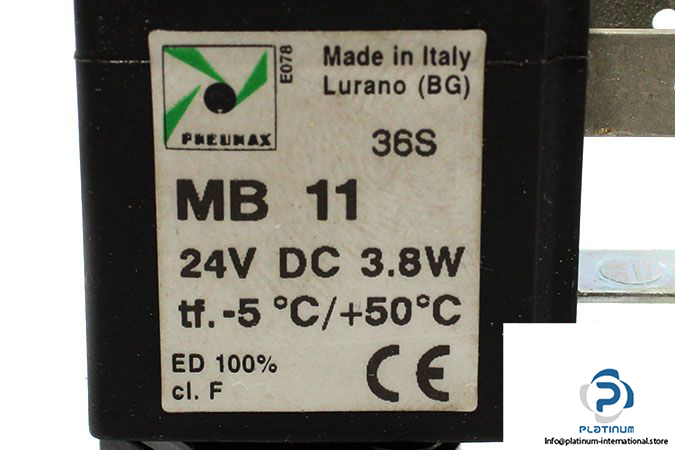 PNEUMAX
E078
Made in Italy
Lurano (BG)
36S
MB 11
24V DC 3.8W
tf. -5 °C/+50°C
ED 100%
cl. F
CE
PLATINUM
info@platinum-international.store